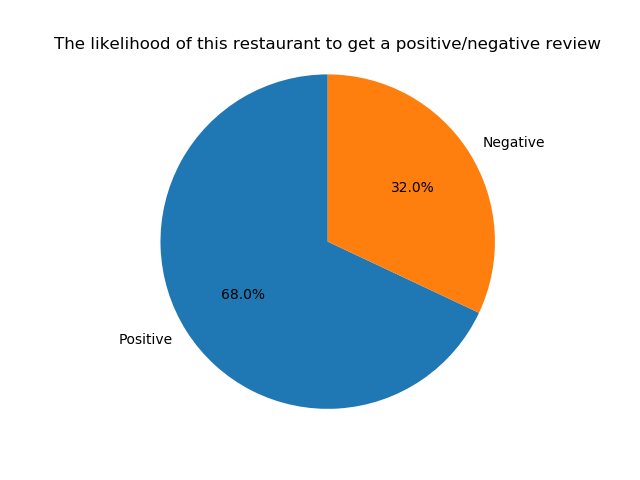 The likelihood of this restaurant to get a positive/negative review
Negative
32.0%
68.0%
Positive